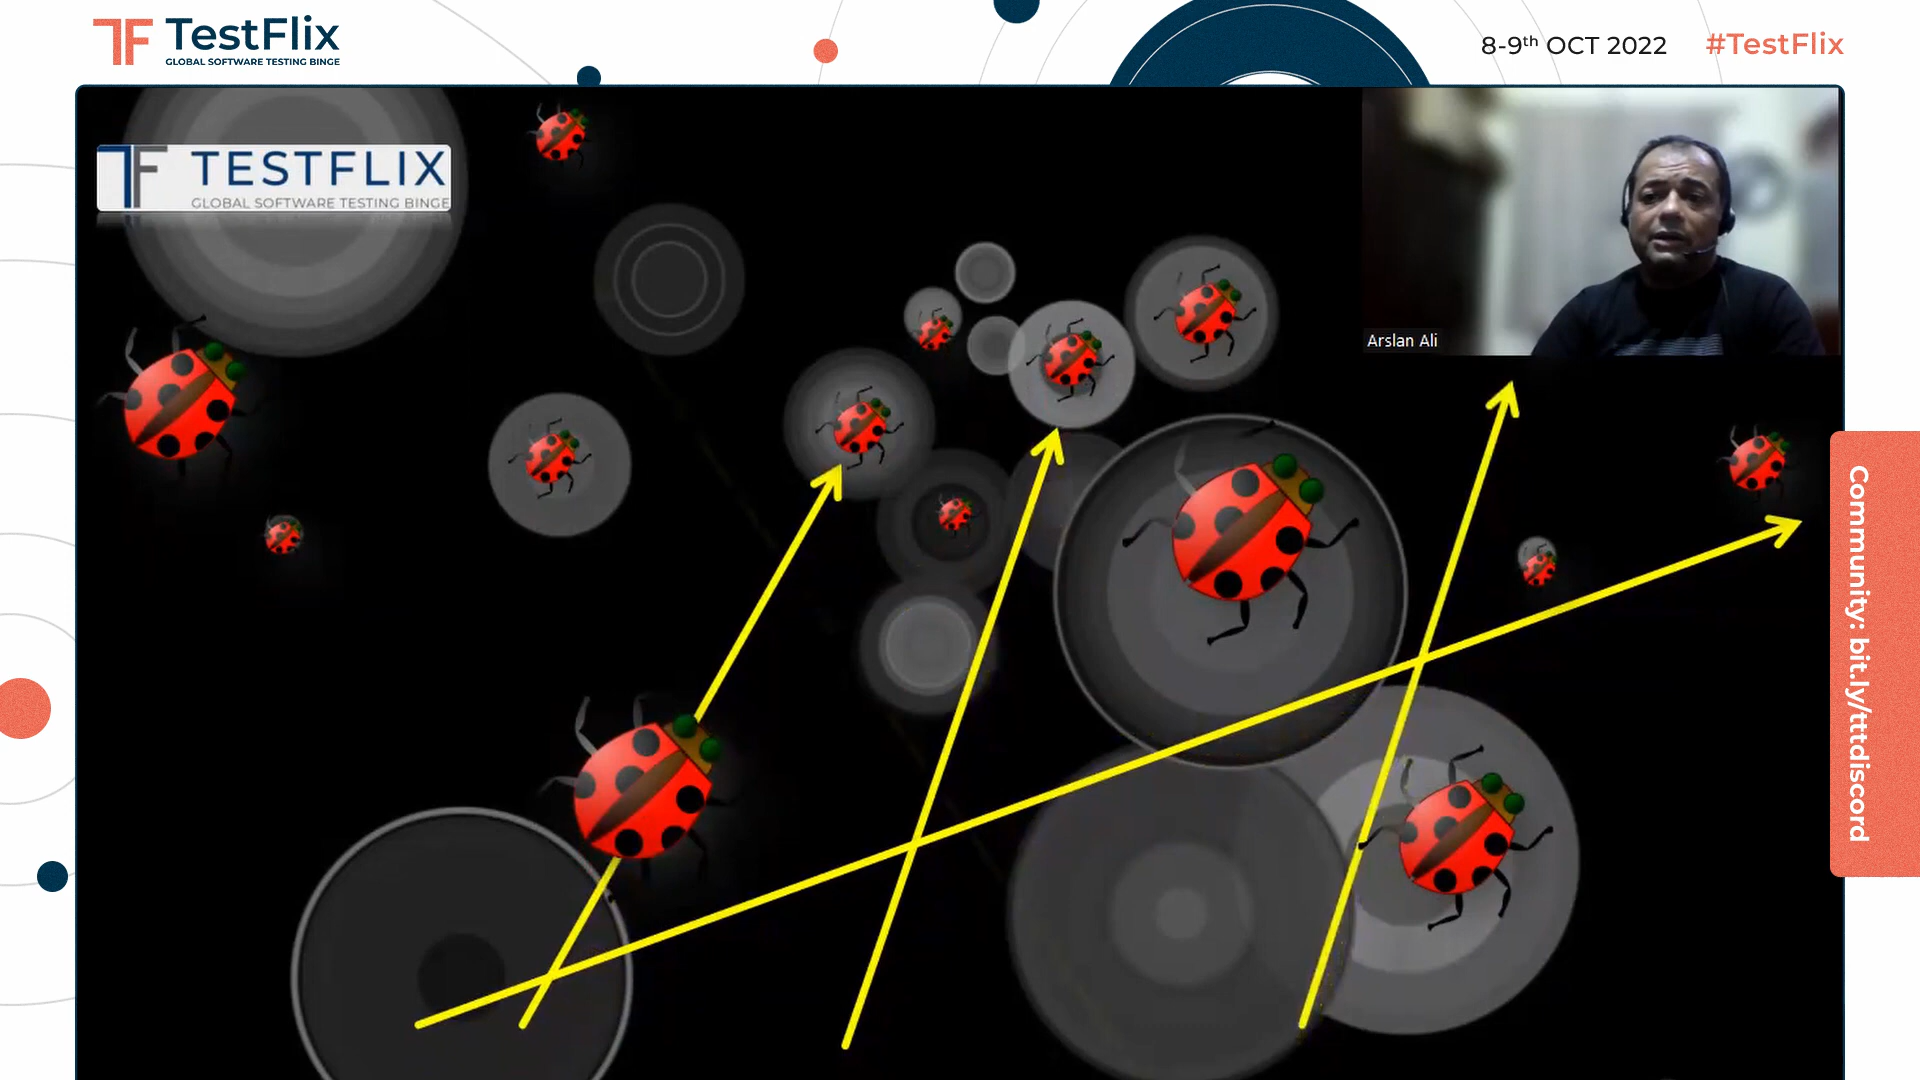 TestFlix
GLOBAL SOFTWARE TESTING BINGE
8-9th OCT 2022
#TestFlix
TESTFLIX
GLOBAL SOFTWARE TESTING BINGE
Arslan Ali
Community: bit.ly/tttdiscord